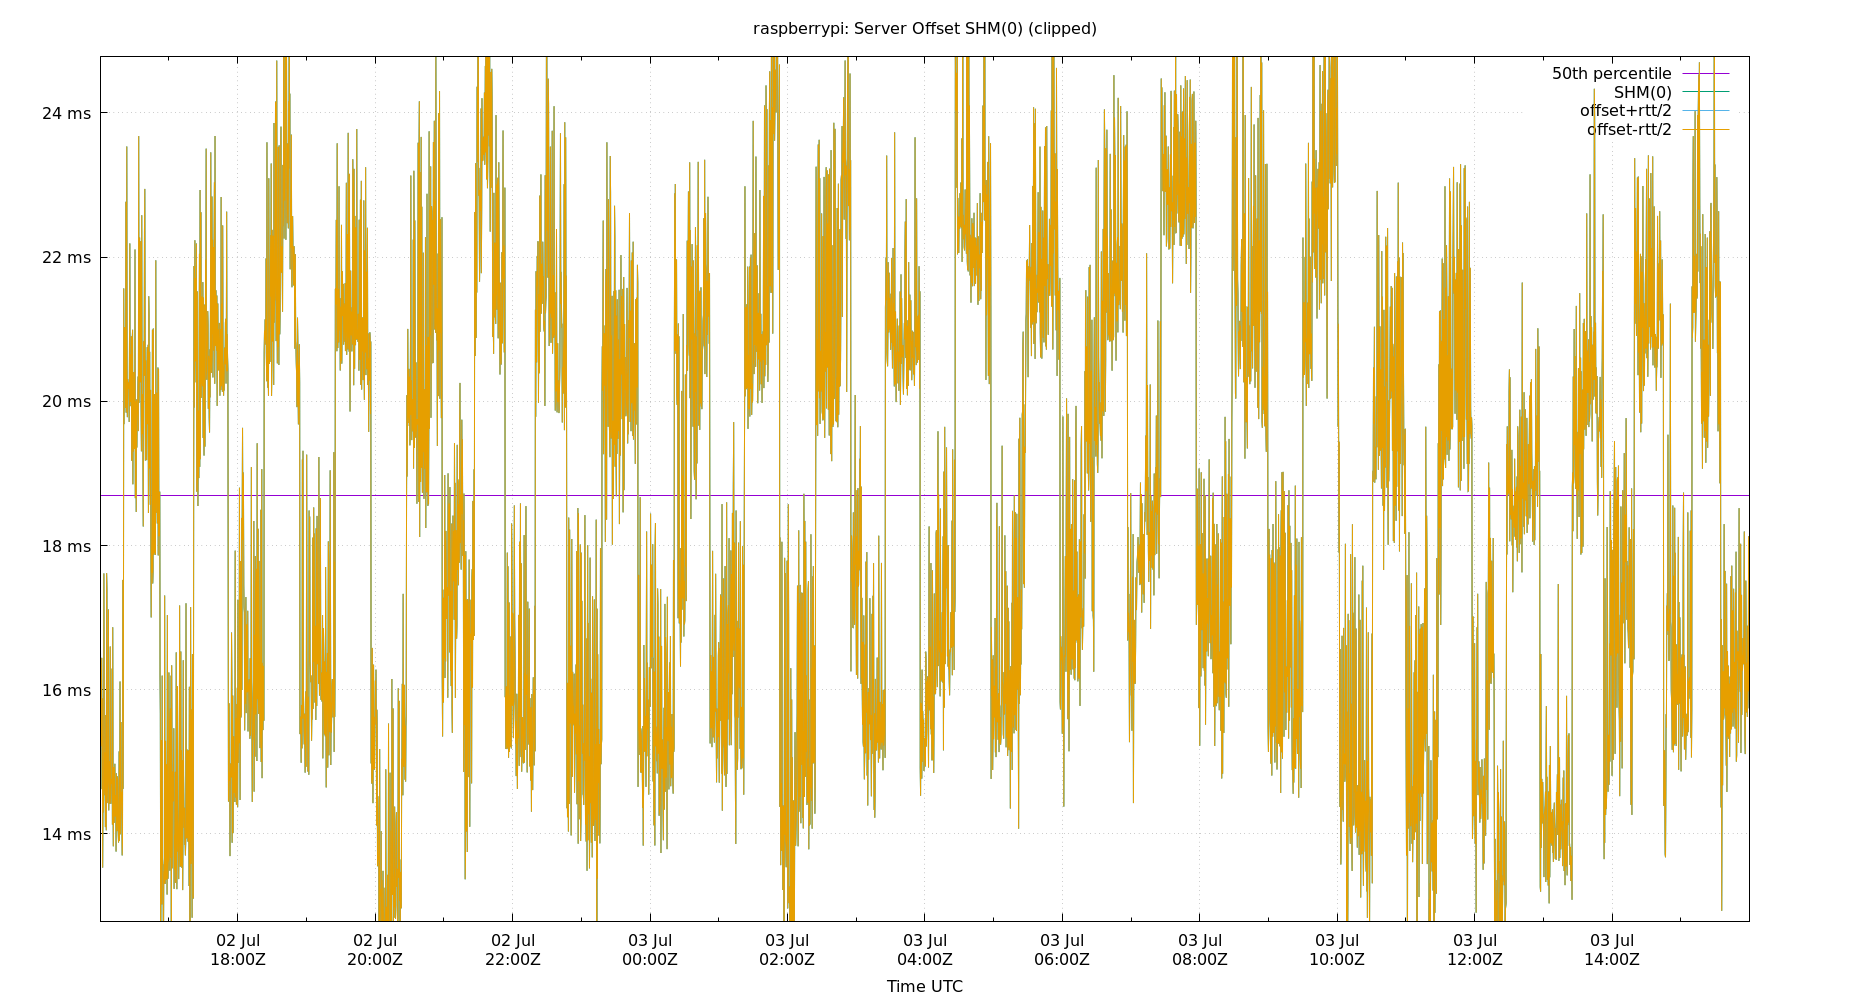 raspberrypi: Server Offset SHM(0) (clipped)
50th percentile
SHM(0)
offset+rtt/2
offset-rtt/2
24 ms
22 ms
20 ms
18 ms
16 ms
14 ms
02 Jul 02 Jul 02 Jul 03 Jul 03 Jul 03 Jul 03 Jul 03 Jul 03 Jul 03 Jul 03 Jul
18:00Z 20:00Z 22:00Z 00:00Z 02:00Z 04:00Z 06:00Z 08:00Z 10:00Z 12:00Z 14:00Z
Time UTC